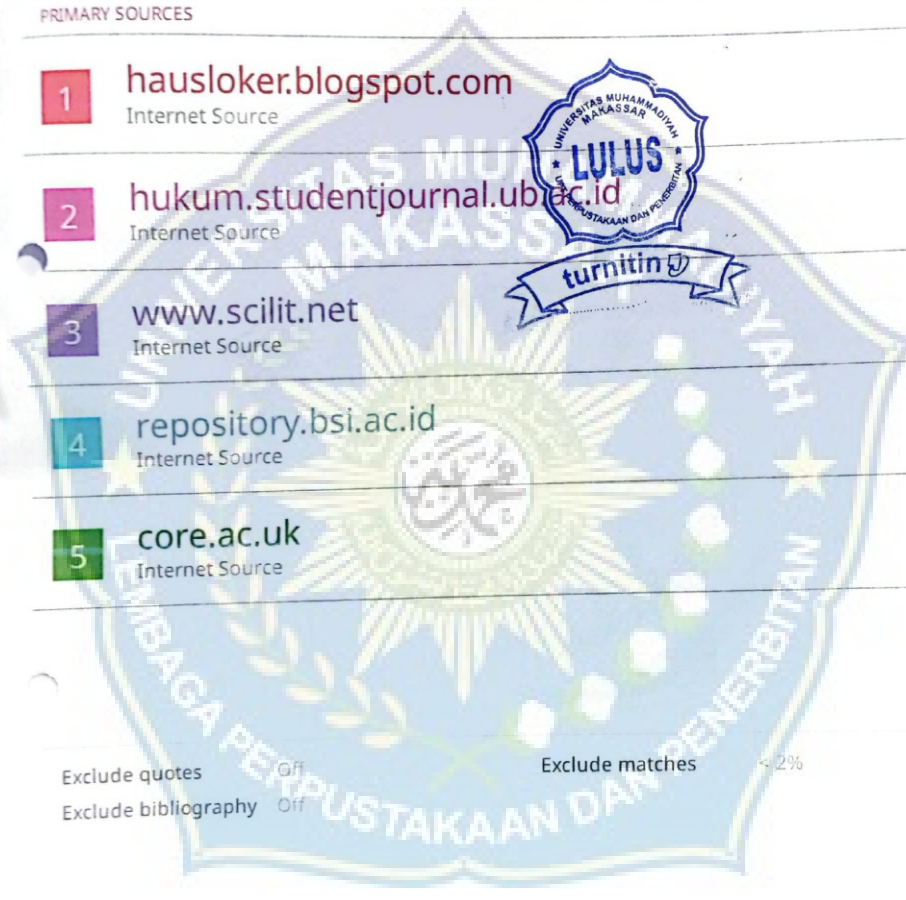 PRIMARY SOURCES
1
hausloker.blogspot.com
Internet Source
UNIVERSITAS MUHAMMADIYAH
MAKASSAR
LULUS
UPT PERPUSTAKAAN DAN PENERBITAN
turnitin
2
hukum.studentjournal.ub.ac.id
Internet Source
3
www.scilit.net
Internet Source
4
repository.bsi.ac.id
Internet Source
5
core.ac.uk
Internet Source
UNIVERSITAS MUHAMMADIYAH
MAKASSAR
LEMBAGA PERPUSTAKAAN DAN PENERBITAN
Exclude quotes Off
Exclude matches < 2%
Exclude bibliography Off